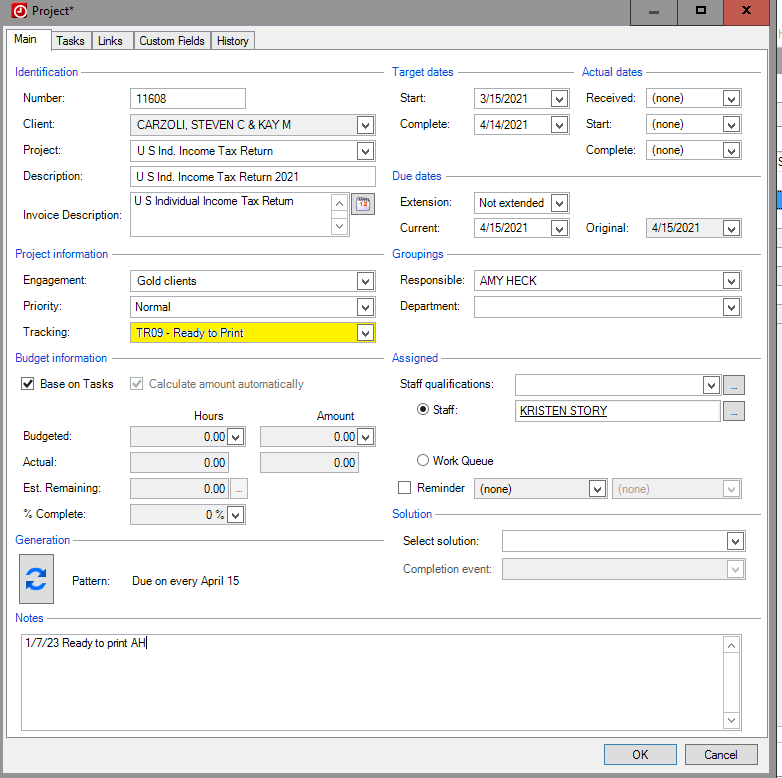 Project*
Main Tasks Links Custom Fields History
Identification
Number: 11608
Client: CARZOLI, STEVEN C & KAY M
Project: U S Ind. Income Tax Return
Description: U S Ind. Income Tax Return 2021
Invoice Description: U S Individual Income Tax Return
12
Target dates
Start: 3/15/2021
Complete: 4/14/2021
Actual dates
Received: (none)
Start: (none)
Complete: (none)
Due dates
Extension: Not extended
Current: 4/15/2021 Original: 4/15/2021
Project information
Engagement: Gold clients
Priority: Normal
Tracking: TR09 - Ready to Print
Groupings
Responsible: AMY HECK
Department:
Budget information
Base on Tasks Calculate amount automatically
Hours Amount
Budgeted: 0.00 0.00
Actual: 0.00 0.00
Est. Remaining: 0.00 ...
% Complete: 0 %
Assigned
Staff qualifications: ...
Staff: KRISTEN STORY ...
Work Queue
Reminder (none) (none)
Solution
Select solution:
Completion event:
Generation
Pattern: Due on every April 15
Notes
1/7/23 Ready to print AH
OK Cancel